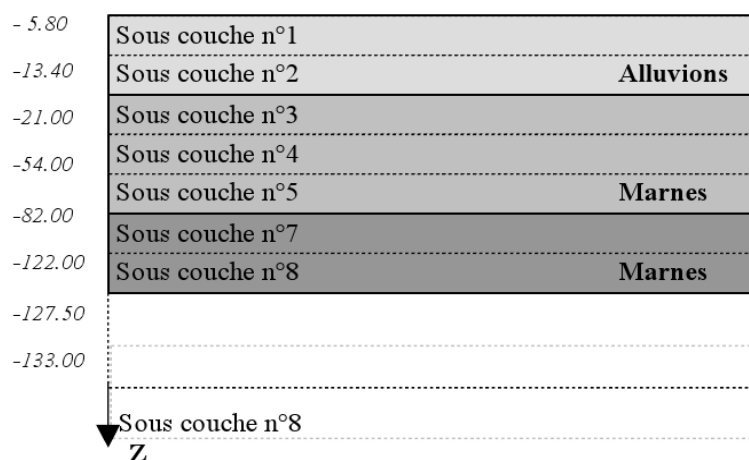 - 5.80
Sous couche n°1
-13.40
Sous couche n°2 Alluvions
-21.00
Sous couche n°3
-54.00
Sous couche n°4
Sous couche n°5 Marnes
-82.00
Sous couche n°7
-122.00
Sous couche n°8 Marnes
-127.50
-133.00
Sous couche n°8
Z